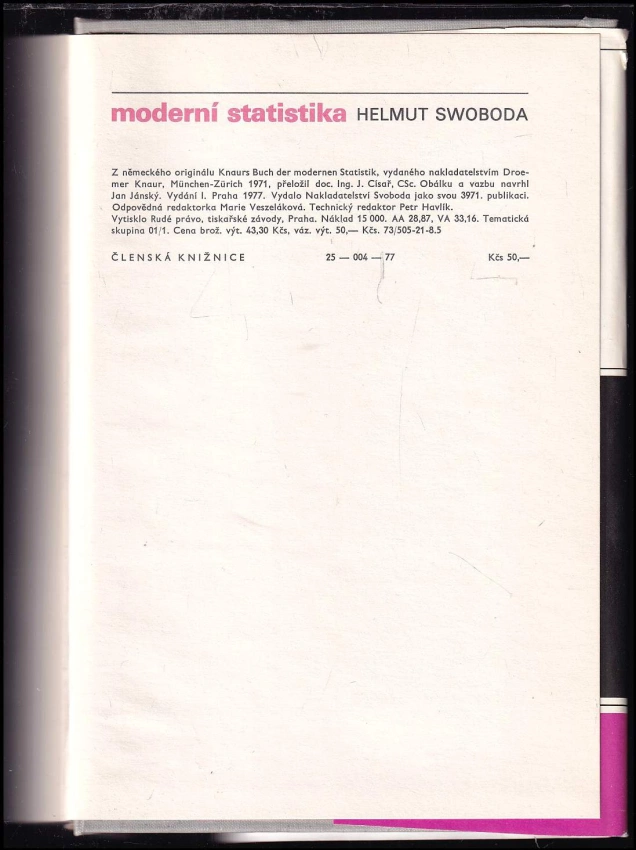 moderní statistika HELMUT SWOBODA
Z německého originálu Knaurs Buch der modernen Statistik, vydaného nakladatelstvím Droe-
mer Knaur, München-Zürich 1971, přeložil doc. Ing. J. Císař, CSc. Obálku a vazbu navrhl
Jan Jánský. Vydání I. Praha 1977. Vydalo Nakladatelství Svoboda jako svou 3971. publikaci.
Odpovědná redaktorka Marie Veszeláková. Technický redaktor Petr Havlík.
Vytisklo Rudé právo, tiskařské závody, Praha. Náklad 15 000. AA 28,87, VA 33,16. Tematická
skupina 01/1. Cena brož. výt. 43,30 Kčs, váz. výt. 50,— Kčs. 73/505-21-8.5
ČLENSKÁ KNIŽNICE 25 — 004 — 77 Kčs 50,—